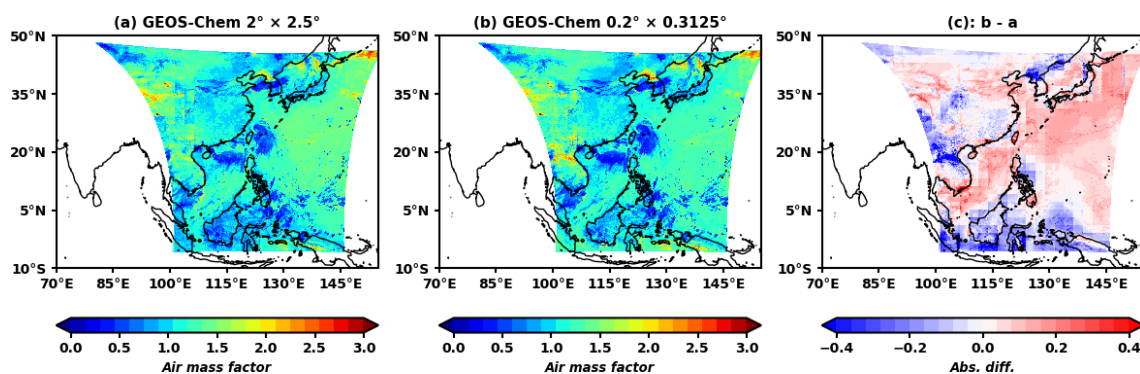 (a) GEOS-Chem 2° × 2.5°
(b) GEOS-Chem 0.2° × 0.3125°
(c): b - a
50°N
35°N
20°N
5°N
10°S
70°E 85°E 100°E 115°E 130°E 145°E
50°N
35°N
20°N
5°N
10°S
70°E 85°E 100°E 115°E 130°E 145°E
50°N
35°N
20°N
5°N
10°S
70°E 85°E 100°E 115°E 130°E 145°E
0.0 0.5 1.0 1.5 2.0 2.5 3.0
Air mass factor
0.0 0.5 1.0 1.5 2.0 2.5 3.0
Air mass factor
−0.4 −0.2 0.0 0.2 0.4
Abs. diff.